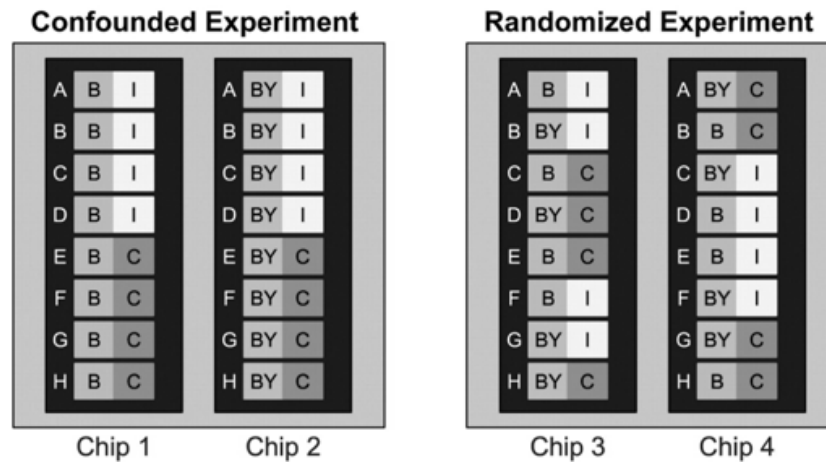 Confounded Experiment Randomized Experiment
A B I A BY I A B I A BY C
B B I B BY I B BY I B B C
C B I C BY I C B C C BY I
D B I D BY I D BY C D B I
E B C E BY C E B C E B I
F B C F BY C F B I F BY I
G B C G BY C G BY I G BY C
H B C H BY C H BY C H B C
Chip 1 Chip 2 Chip 3 Chip 4